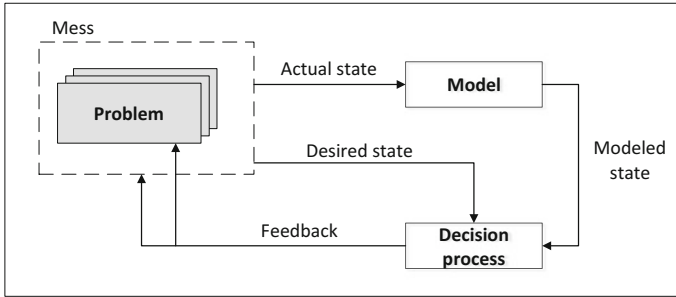 Mess
Problem
Actual state
Model
Desired state
Modeled
state
Feedback
Decision
process